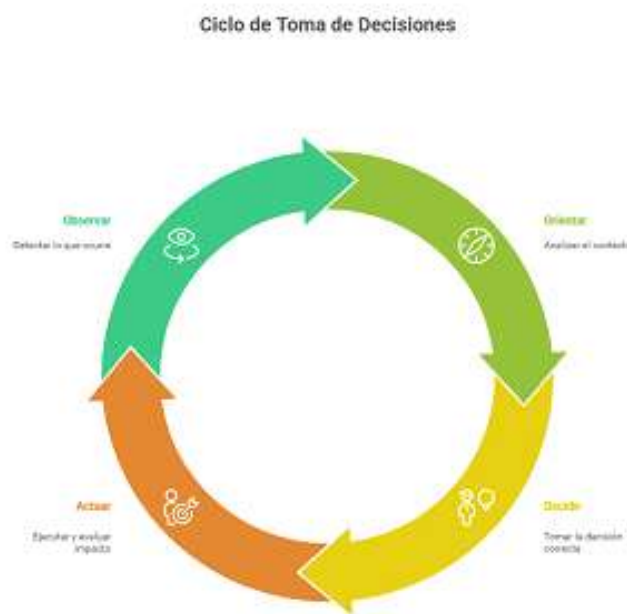 Ciclo de Toma de Decisiones
Observar
Detectar lo que ocurre
Orientar
Analizar el contexto
Actuar
Ejecutar y evaluar
impacto
Decide
Tomar la decisión
correcta